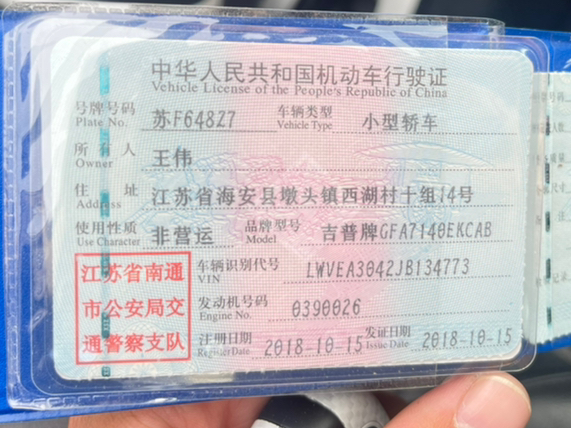 中华人民共和国机动车行驶证
Vehicle License of the People's Republic of China
号牌号码 Plate No. 苏F648Z7 车辆类型 Vehicle Type 小型轿车
所有人 Owner 王伟
住址 Address 江苏省海安县墩头镇西湖村十组14号
使用性质 Use Character 非营运 品牌型号 Model 吉普牌GFA7140EKCAB
车辆识别代号 VIN LWVEA3042JB134773
发动机号码 Engine No. 0390026
注册日期 Register Date 2018-10-15 发证日期 Issue Date 2018-10-15
江苏省南通
市公安局交
通警察支队